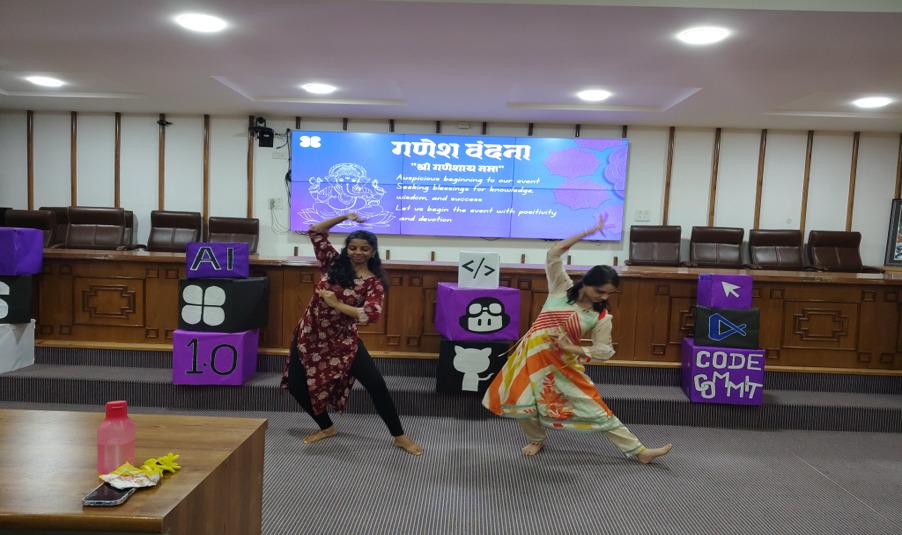 गणेश वंदना
"श्री गणेशाय नमः"
Auspicious beginning to our event
Seeking blessings for knowledge,
wisdom, and success
Let us begin the event with positivity
and devotion
AI
1.0
</>
CODE
COMMIT